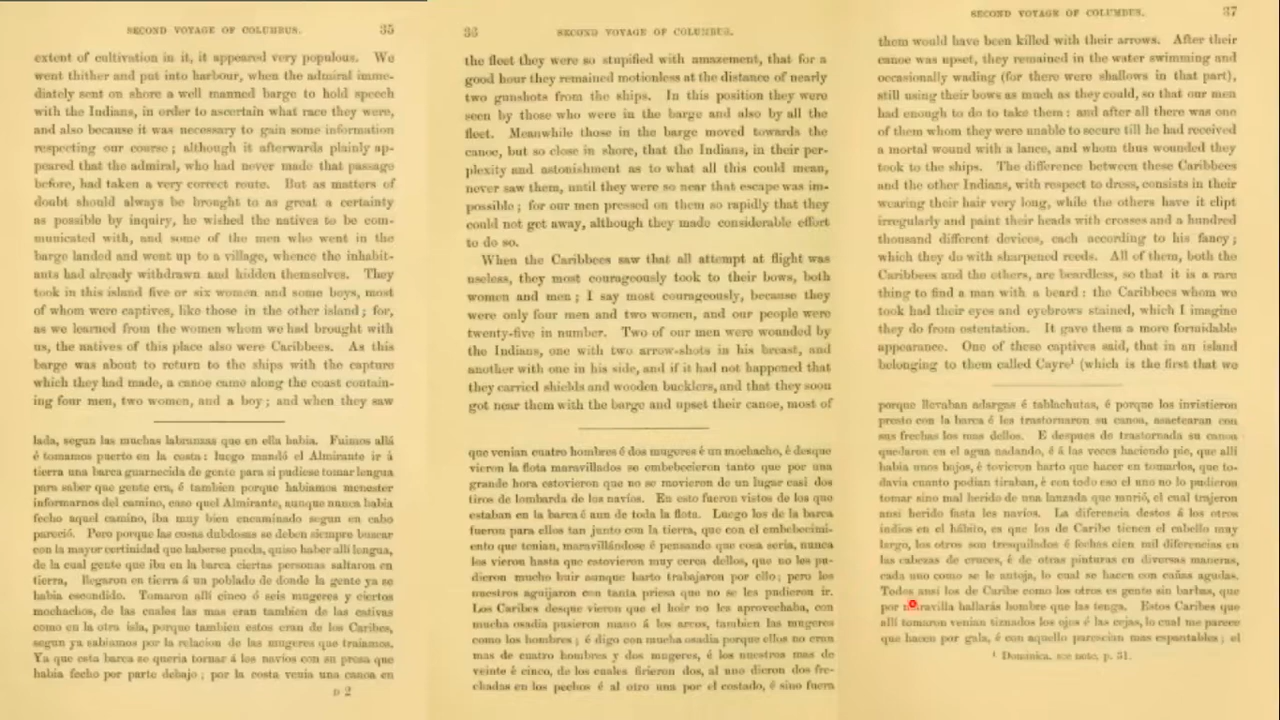 SECOND VOYAGE OF COLUMBUS. 35
extent of cultivation in it, it appeared very populous. We
went thither and put into harbour, when the admiral imme-
diately sent on shore a well manned barge to hold speech
with the Indians, in order to ascertain what race they were,
and also because it was necessary to gain some information
respecting our course; although it afterwards plainly ap-
peared that the admiral, who had never made that passage
before, had taken a very correct route. But as matters of
doubt should always be brought to as great a certainty
as possible by inquiry, he wished the natives to be com-
municated with, and some of the men who went in the
barge landed and went up to a village, whence the inhabit-
ants had already withdrawn and hidden themselves. They
took in this island five or six women and some boys, most
of whom were captives, like those in the other island; for,
as we learned from the women whom we had brought with
us, the natives of this place also were Caribbees. As this
barge was about to return to the ships with the capture
which they had made, a canoe came along the coast contain-
ing four men, two women, and a boy; and when they saw
lada, segun las muchas labranzas que en ella habia. Fuimos allá
é tomamos puerto en la costa: luego mandó el Almirante ir á
tierra una barca guarnecida de gente para si pudiese tomar lengua
para saber que gente era, é tambien porque habiamos menester
informarnos del camino, caso quel Almirante, aunque nunca habia
fecho aquel camino, iba muy bien encaminado segun en cabo
pareció. Pero porque las cosas dubdosas se deben siempre buscar
con la mayor certinidad que haberse pueda, quiso haber allí lengua,
de la cual gente que iba en la barca ciertas personas saltaron en
tierra, llegaron en tierra á un poblado de donde la gente ya se
habia escondido. Tomaron allí cinco ó seis mugeres y ciertos
mochachos, de las cuales las mas eran tambien de las cativas
como en la otra isla, porque tambien estos eran de los Caribes,
segun ya sabiamos por la relacion de las mugeres que traiamos.
Ya que esta barca se queria tornar á los navíos con su presa que
habia fecho por parte debajo; por la costa venia una canoa en
D 2
36 SECOND VOYAGE OF COLUMBUS.
the fleet they were so stupified with amazement, that for a
good hour they remained motionless at the distance of nearly
two gunshots from the ships. In this position they were
seen by those who were in the barge and also by all the
fleet. Meanwhile those in the barge moved towards the
canoe, but so close in shore, that the Indians, in their per-
plexity and astonishment as to what all this could mean,
never saw them, until they were so near that escape was im-
possible; for our men pressed on them so rapidly that they
could not get away, although they made considerable effort
to do so.
When the Caribbees saw that all attempt at flight was
useless, they most courageously took to their bows, both
women and men; I say most courageously, because they
were only four men and two women, and our people were
twenty-five in number. Two of our men were wounded by
the Indians, one with two arrow-shots in his breast, and
another with one in his side, and if it had not happened that
they carried shields and wooden bucklers, and that they soon
got near them with the barge and upset their canoe, most of
que venian cuatro hombres é dos mugeres é un mochacho, é desque
vieron la flota maravillados se embebecieron tanto que por una
grande hora estovieron que no se movieron de un lugar casi dos
tiros de lombarda de los navíos. En esto fueron vistos de los que
estaban en la barca é aun de toda la flota. Luego los de la barca
fueron para ellos tan junto con la tierra, que con el embebecimi-
ento que tenian, maravillándose é pensando que cosa seria, nunca
los vieron hasta que estovieron muy cerca dellos, que no les pu-
dieron mucho huir aunque harto trabajaron por ello; pero los
nuestros aguijaron con tanta priesa que no se les pudieron ir.
Los Caribes desque vieron que el hoir no les aprovechaba, con
mucha osadia pusieron mano á los arcos, tambien las mugeres
como los hombres; é digo con mucha osadia porque ellos no eran
mas de cuatro hombres y dos mugeres, é los nuestros mas de
veinte é cinco, de los cuales firieron dos, al uno dieron dos fre-
chadas en los pechos é al otro una por el costado, é sino fuera
SECOND VOYAGE OF COLUMBUS. 37
them would have been killed with their arrows. After their
canoe was upset, they remained in the water swimming and
occasionally wading (for there were shallows in that part),
still using their bows as much as they could, so that our men
had enough to do to take them: and after all there was one
of them whom they were unable to secure till he had received
a mortal wound with a lance, and whom thus wounded they
took to the ships. The difference between these Caribbees
and the other Indians, with respect to dress, consists in their
wearing their hair very long, while the others have it clipt
irregularly and paint their heads with crosses and a hundred
thousand different devices, each according to his fancy;
which they do with sharpened reeds. All of them, both the
Caribbees and the others, are beardless, so that it is a rare
thing to find a man with a beard: the Caribbees whom we
took had their eyes and eyebrows stained, which I imagine
they do from ostentation. It gave them a more formidable
appearance. One of these captives said, that in an island
belonging to them called Cayre¹ (which is the first that we
porque llevaban adargas é tablachutas, é porque los invistieron
presto con la barca é les trastornaron su canoa, asaetearan con
sus frechas los mas dellos. E despues de trastornada su canoa
quedaron en el agua nadando, é á las veces haciendo pie, que allí
habia unos bajos, é tovieron harto que hacer en tomarlos, que to-
davia cuanto podian tiraban, é con todo eso el uno no lo pudieron
tomar sino mal herido de una lanzada que murió, el cual trajeron
ansi herido fasta los navíos. La diferencia destos á los otros
indios en el hábito, es que los de Caribe tienen el cabello muy
largo, los otros son tresquilados é fechas cien mil diferencias en
las cabezas de cruces, é de otras pinturas en diversas maneras,
cada uno como se le antoja, lo cual se hacen con cañas agudas.
Todos ansi los de Caribe como los otros es gente sin barbas, que
por maravilla hallarás hombre que las tenga. Estos Caribes que
allí tomaron venian tiznados los ojos é las cejas, lo cual me parece
que hacen por gala, é con aquello parescian mas espantables; el
¹ Dominica, see note, p. 31.